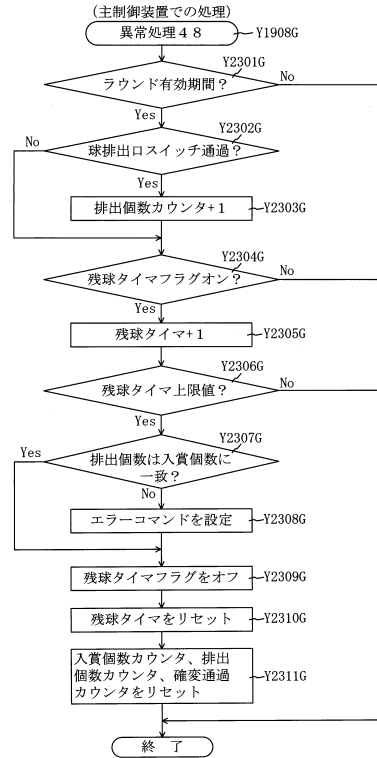 (主制御装置での処理)
異常処理４８
Y1908G
ラウンド有効期間？
Y2301G
No
Yes
球排出口スイッチ通過？
Y2302G
No
Yes
排出個数カウンタ+１
Y2303G
残球タイマフラグオン？
Y2304G
No
Yes
残球タイマ+１
Y2305G
残球タイマ上限値？
Y2306G
No
Yes
排出個数は入賞個数に
一致？
Y2307G
Yes
No
エラーコマンドを設定
Y2308G
残球タイマフラグをオフ
Y2309G
残球タイマをリセット
Y2310G
入賞個数カウンタ、排出
個数カウンタ、確変通過
カウンタをリセット
Y2311G
終　了